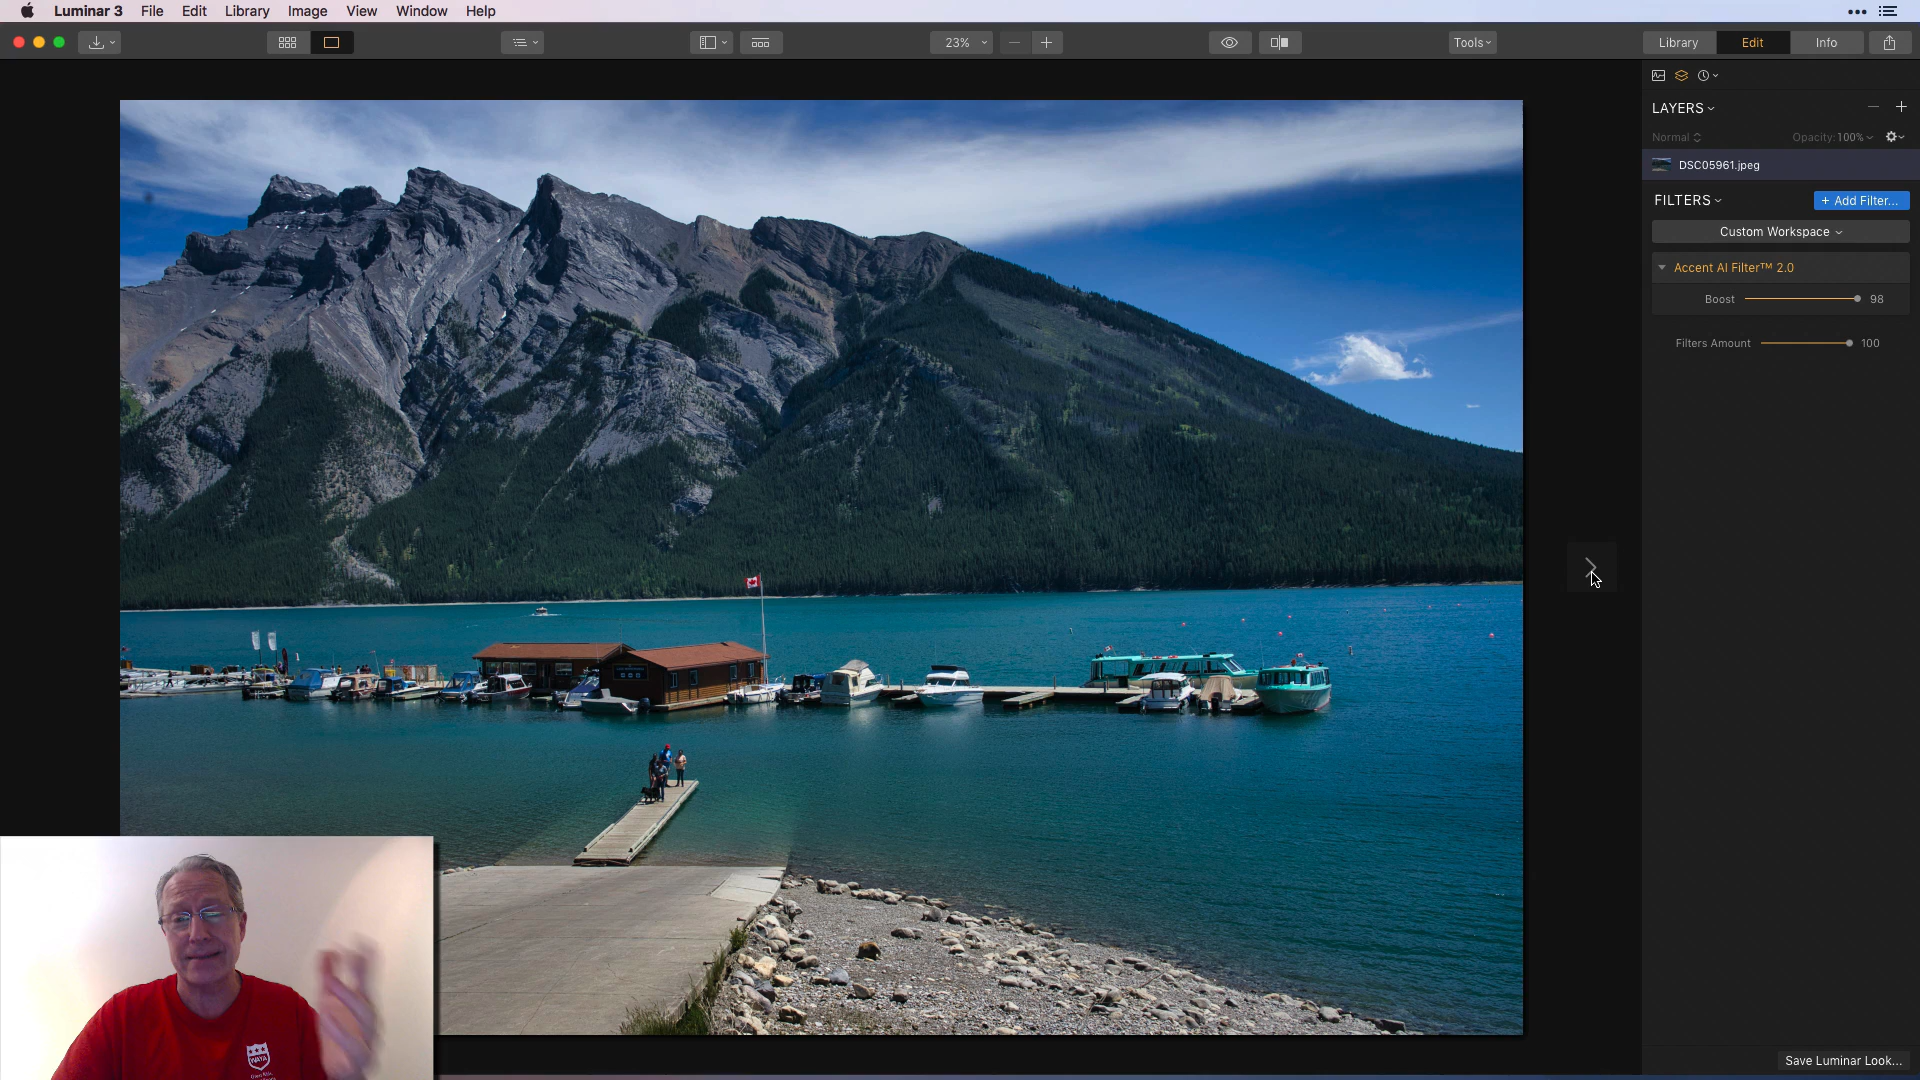 Luminar 3 File Edit Library Image View Window Help
23% Tools Library Edit Info
LAYERS
Normal Opacity: 100%
DSC05961.jpeg
FILTERS + Add Filter...
Custom Workspace
Accent AI Filter™ 2.0
Boost 98
Filters Amount 100
WAYA
Save Luminar Look...